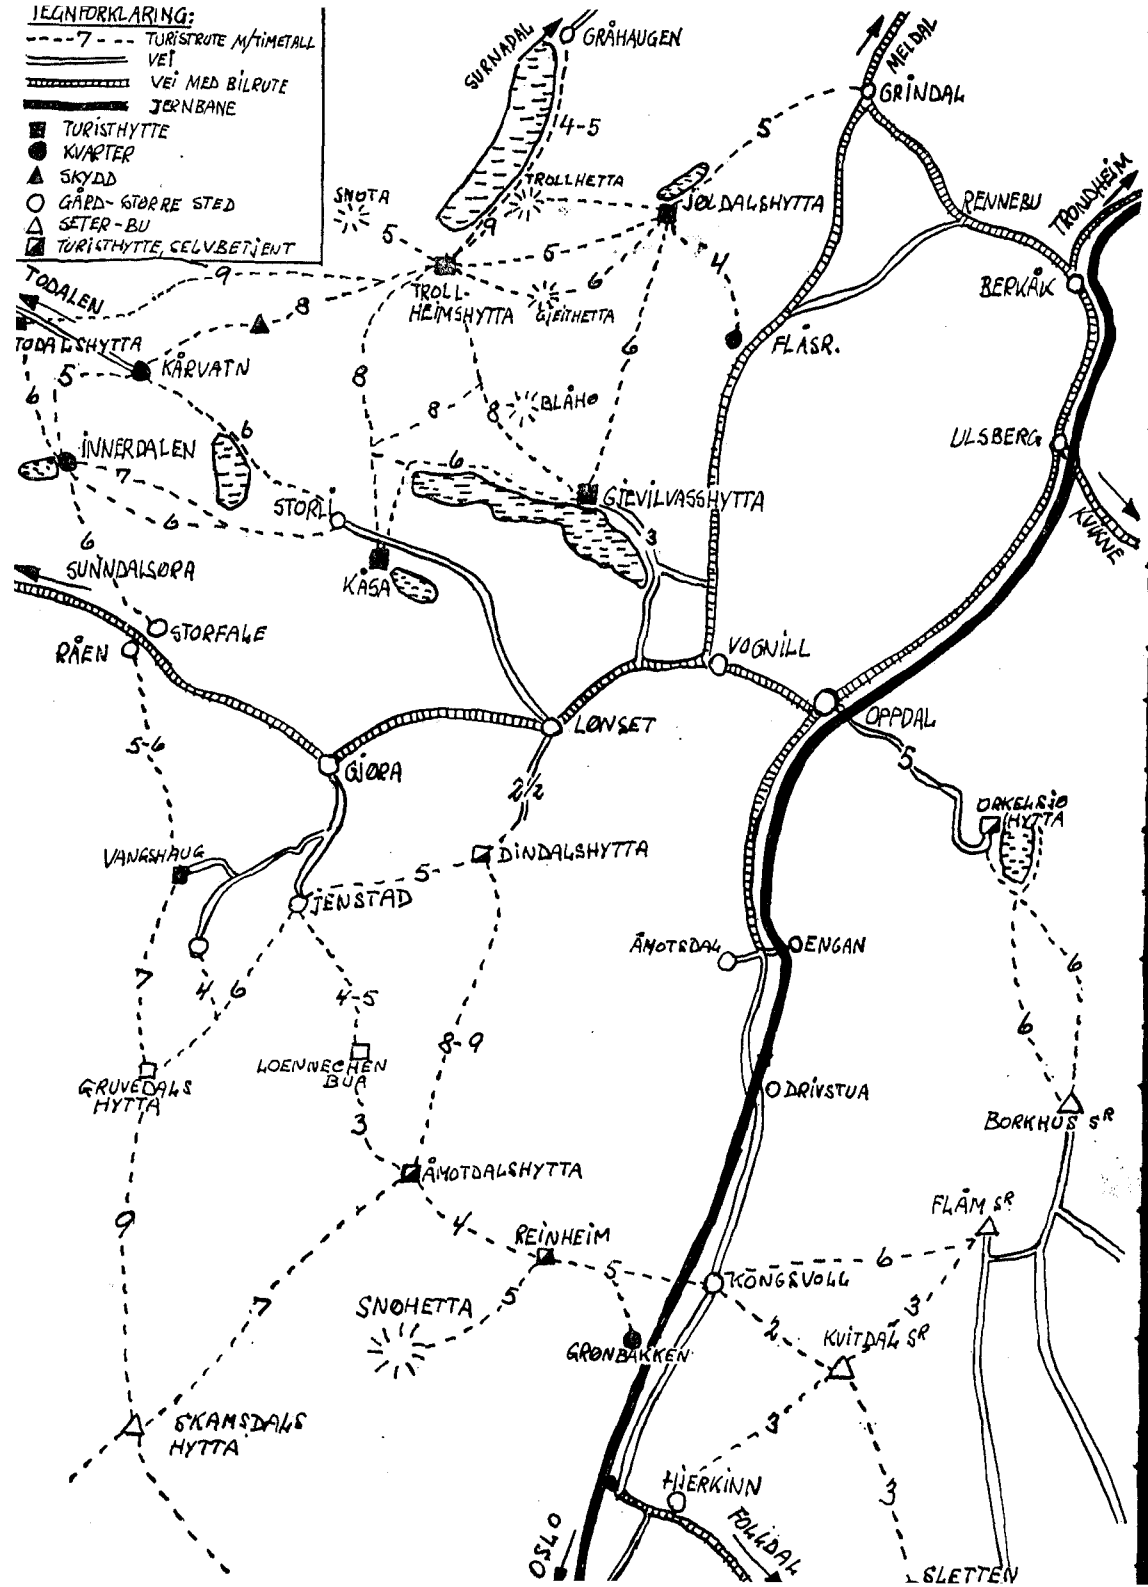 TEGNFORKLARING:
7 TURISTRUTE M/TIMETALL
VEI
VEI MED BILRUTE
JERNBANE
TURISTHYTTE
KVARTER
SKYDD
GÅRD-STØRRE STED
SETER-BU
TURISTHYTTE, SELVBETJENT
SURNADAL
GRÅHAUGEN
MELDAL
GRINDAL
4-5
5
SNOTA
TROLLHETTA
JØLDALSHYTTA
RENNEBU
TRONDHEIM
5
9
5
4
9
TODALEN
8
TROLL-
HEIMSHYTTA
6
GJEITHETTA
BERKÅK
TODALSHYTTA
KÅRVATN
FLÅSR.
6
5
6
8
8
8
BLÅHØ
INNERDALEN
6
ULSBERG
7
6
GJEVILVASSHYTTA
STORLI
3
KVIKNE
6
6
SUNNDALSØRA
KÅSA
STORFALE
RÅEN
VOGNILL
5-6
LØNSET
OPPDAL
GJØRA
5
2 1/2
ORKELSJØ
HYTTA
VANGSHAUG
DINDALSHYTTA
5
JENSTAD
ÅMOTSDAL
ENGAN
7
4
6
4-5
6
6
8-9
LOENNECHEN
BUA
GRUVEDALS
HYTTA
DRIVSTUA
BORKHUS SR
3
ÅMOTDALSHYTTA
FLÅM SR
9
4
REINHEIM
5
6
KONGSVOLL
7
SNØHETTA
5
3
2
KVITDAL SR
GRØNBAKKEN
3
SKAMSDALS
HYTTA
HJERKINN
3
OSLO
FOLLDAL
SLETTEN